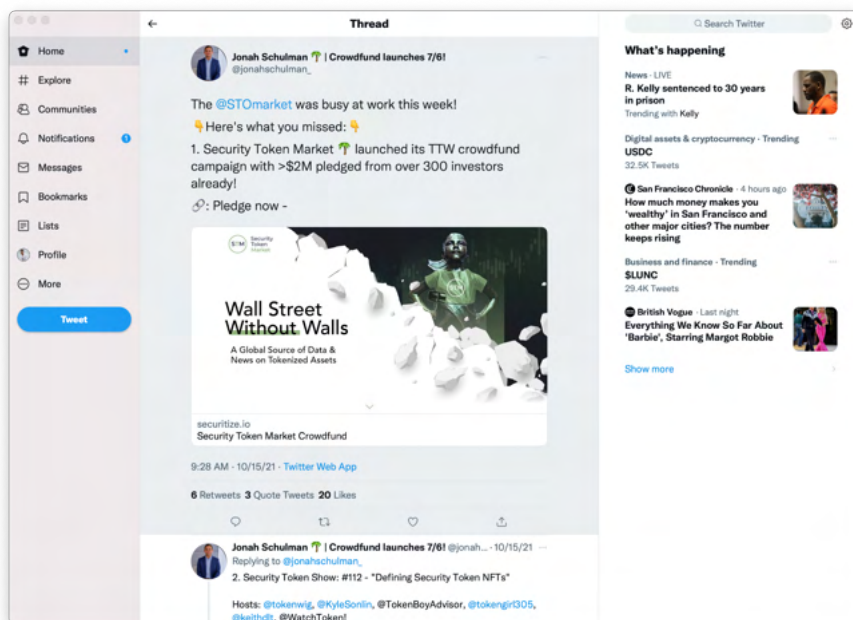 Home
Explore
Communities
Notifications
1
Messages
Bookmarks
Lists
Profile
More
Tweet
Thread
Jonah Schulman 🌴 | Crowdfund launches 7/6!
@jonahschulman_
The @STOmarket was busy at work this week!
👇Here's what you missed: 👇
1. Security Token Market 🌴 launched its TTW crowdfund
campaign with >$2M pledged from over 300 investors
already!
🔗: Pledge now -
STM
Security
Token
Market
STM
Wall Street
Without Walls
A Global Source of Data &
News on Tokenized Assets
securitize.io
Security Token Market Crowdfund
9:28 AM · 10/15/21 · Twitter Web App
6 Retweets 3 Quote Tweets 20 Likes
Jonah Schulman 🌴 | Crowdfund launches 7/6! @jonah... · 10/15/21
Replying to @jonahschulman_
2. Security Token Show: #112 - "Defining Security Token NFTs"
Hosts: @tokenwig, @KyleSonlin, @TokenBoyAdvisor, @tokengirl305,
@keithdlt, @WatchToken!
Search Twitter
What's happening
News · LIVE
R. Kelly sentenced to 30 years
in prison
Trending with Kelly
Digital assets & cryptocurrency · Trending
USDC
32.5K Tweets
San Francisco Chronicle · 4 hours ago
How much money makes you
'wealthy' in San Francisco and
other major cities? The number
keeps rising
Business and finance · Trending
$LUNC
29.4K Tweets
British Vogue · Last night
Everything We Know So Far About
'Barbie', Starring Margot Robbie
Show more